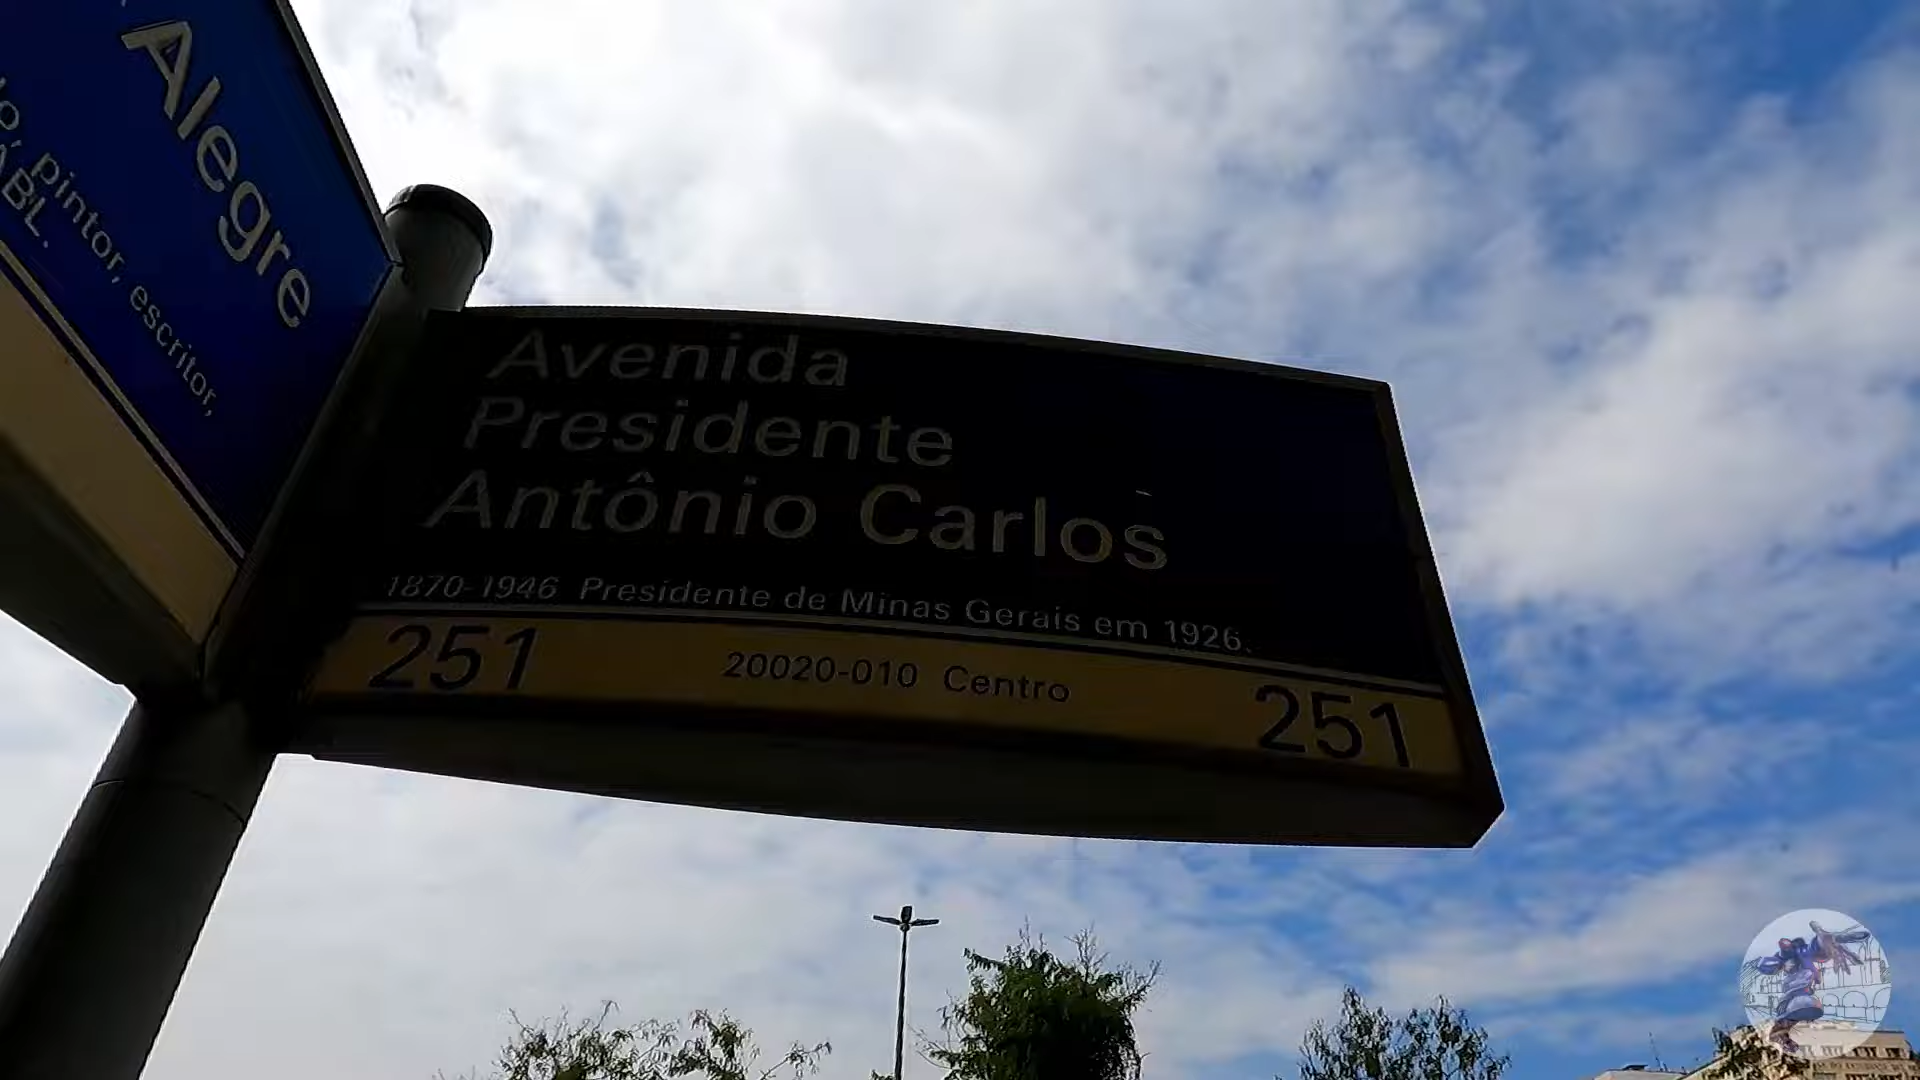 Alegre
pintor, escritor,
ABL.
Avenida
Presidente
Antônio Carlos
1870-1946 Presidente de Minas Gerais em 1926.
251 20020-010 Centro 251